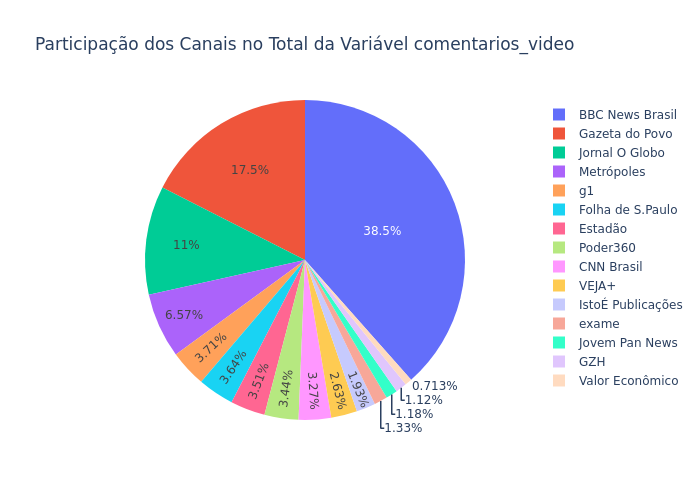 Participação dos Canais no Total da Variável comentarios_video
38.5%
17.5%
11%
6.57%
3.71%
3.64%
3.51%
3.44%
3.27%
2.63%
1.93%
1.33%
1.18%
1.12%
0.713%
BBC News Brasil
Gazeta do Povo
Jornal O Globo
Metrópoles
g1
Folha de S.Paulo
Estadão
Poder360
CNN Brasil
VEJA+
IstoÉ Publicações
exame
Jovem Pan News
GZH
Valor Econômico